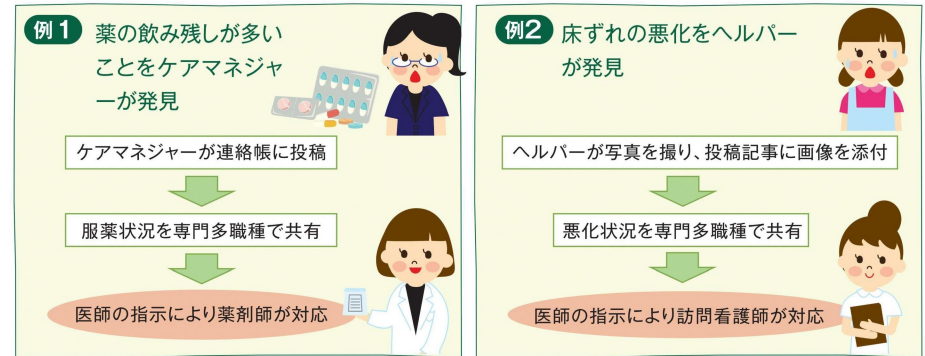 例1
薬の飲み残しが多い
ことをケアマネジャ
ーが発見
ケアマネジャーが連絡帳に投稿
服薬状況を専門多職種で共有
医師の指示により薬剤師が対応
例2
床ずれの悪化をヘルパー
が発見
ヘルパーが写真を撮り、投稿記事に画像を添付
悪化状況を専門多職種で共有
医師の指示により訪問看護師が対応